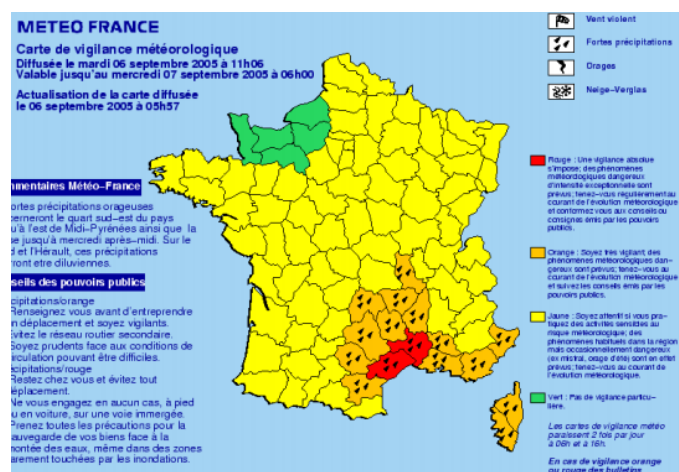 METEO FRANCE
Carte de vigilance météorologique
Diffusée le mardi 06 septembre 2005 à 11h06
Valable jusqu'au mercredi 07 septembre 2005 à 06h00
Actualisation de la carte diffusée
le 06 septembre 2005 à 05h57
mmentaires Météo-France
ortes précipitations orageuses
erneront le quart sud-est du pays
u'à l'est de Midi-Pyrénées ainsi que la
e jusqu'à mercredi après-midi. Sur le
d et l'Hérault, ces précipitations
ront etre diluviennes.
seils des pouvoirs publics
cipitations/orange
Renseignez vous avant d'entreprendre
n déplacement et soyez vigilants.
Evitez le réseau routier secondaire.
Soyez prudents face aux conditions de
irculation pouvant être difficiles.
écipitations/rouge
Restez chez vous et évitez tout
déplacement.
Ne vous engagez en aucun cas, à pied
u en voiture, sur une voie immergée.
Prenez toutes les précautions pour la
sauvegarde de vos biens face à la
ontée des eaux, même dans des zones
arement touchées par les inondations.
Vent violent
Fortes précipitations
Orages
Neige-Verglas
Rouge : Une vigilance absolue
s'impose; des phénomènes
météorologiques dangereux
d'intensité exceptionnelle sont
prévus; tenez-vous régulièrement au
courant de l'évolution météorologique
et conformez vous aux conseils ou
consignes émis par les pouvoirs
publics.
Orange : Soyez très vigilant; des
phénomènes météorologiques dan-
gereux sont prévus; tenez-vous au
courant de l'évolution météorologique
et suivez les conseils émis par les
pouvoirs publics.
Jaune : Soyez attentif si vous pra-
tiquez des activités sensibles au
risque météorologique; des
phénomènes habituels dans la région
mais occasionnellement dangereux
(ex mistral, orage d'été) sont en effet
prévus; tenez-vous au courant de
l'évolution météorologique.
Vert : Pas de vigilance particu-
lière.
Les cartes de vigilance météo
paraissent 2 fois par jour
à 06h et à 16h.
En cas de vigilance orange
ou rouge des bulletins